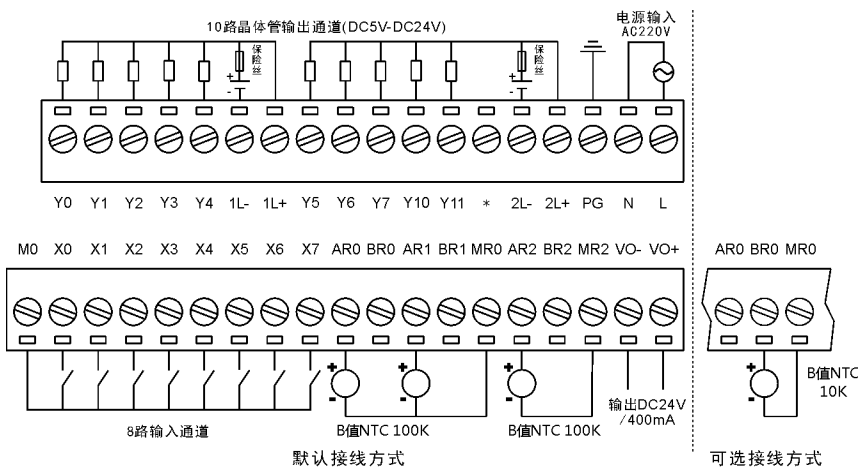 10路晶体管输出通道(DC5V-DC24V)
电源输入
AC220V
保险丝
保险丝
+
-
+
-
Y0 Y1 Y2 Y3 Y4 1L- 1L+ Y5 Y6 Y7 Y10 Y11 * 2L- 2L+ PG N L
M0 X0 X1 X2 X3 X4 X5 X6 X7 AR0 BR0 AR1 BR1 MR0 AR2 BR2 MR2 VO- VO+
AR0 BR0 MR0
+
-
+
-
+
-
+
-
8路输入通道
B值NTC 100K
B值NTC 100K
输出DC24V
/400mA
B值NTC
10K
默认接线方式
可选接线方式